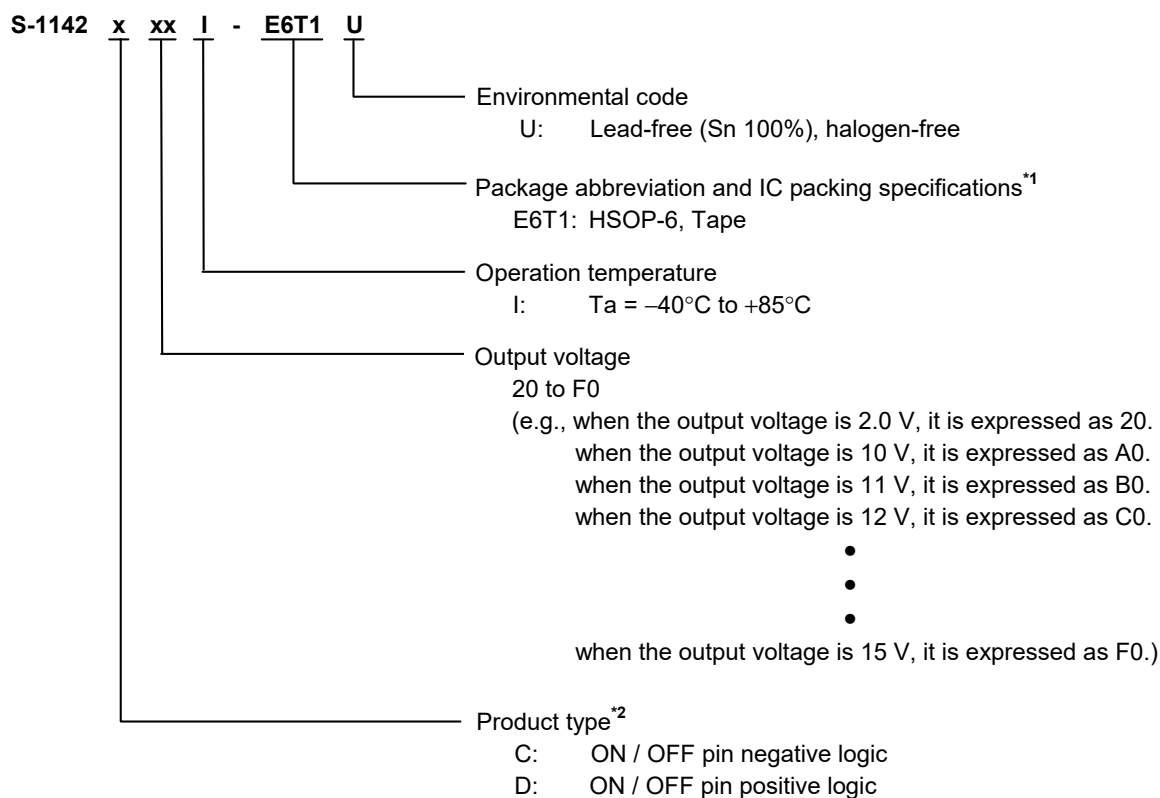 S-1142 x xx I - E6T1 U
Environmental code
U: Lead-free (Sn 100%), halogen-free
Package abbreviation and IC packing specifications*1
E6T1: HSOP-6, Tape
Operation temperature
I: Ta = −40°C to +85°C
Output voltage
20 to F0
(e.g., when the output voltage is 2.0 V, it is expressed as 20.
when the output voltage is 10 V, it is expressed as A0.
when the output voltage is 11 V, it is expressed as B0.
when the output voltage is 12 V, it is expressed as C0.
•
•
•
when the output voltage is 15 V, it is expressed as F0.)
Product type*2
C: ON / OFF pin negative logic
D: ON / OFF pin positive logic